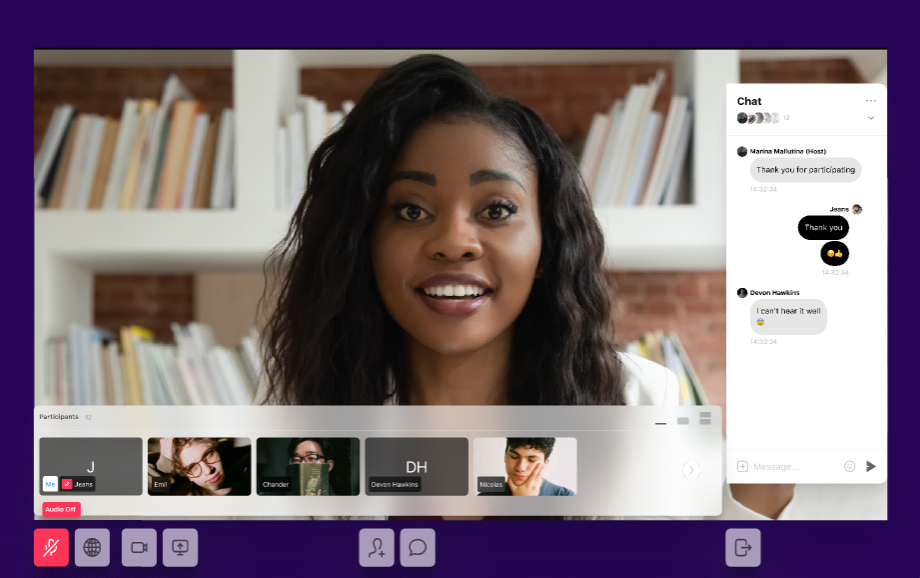 Chat
12
Marina Mallutina (Host)
Thank you for participating
14:32:34
Jeans
Thank you
14:32:34
Devon Hawkins
I can't hear it well
14:32:34
Message...
Participants 12
J
Me Jeans
Emil
Chander
DH
Devon Hawkins
Nicolas
Audio Off